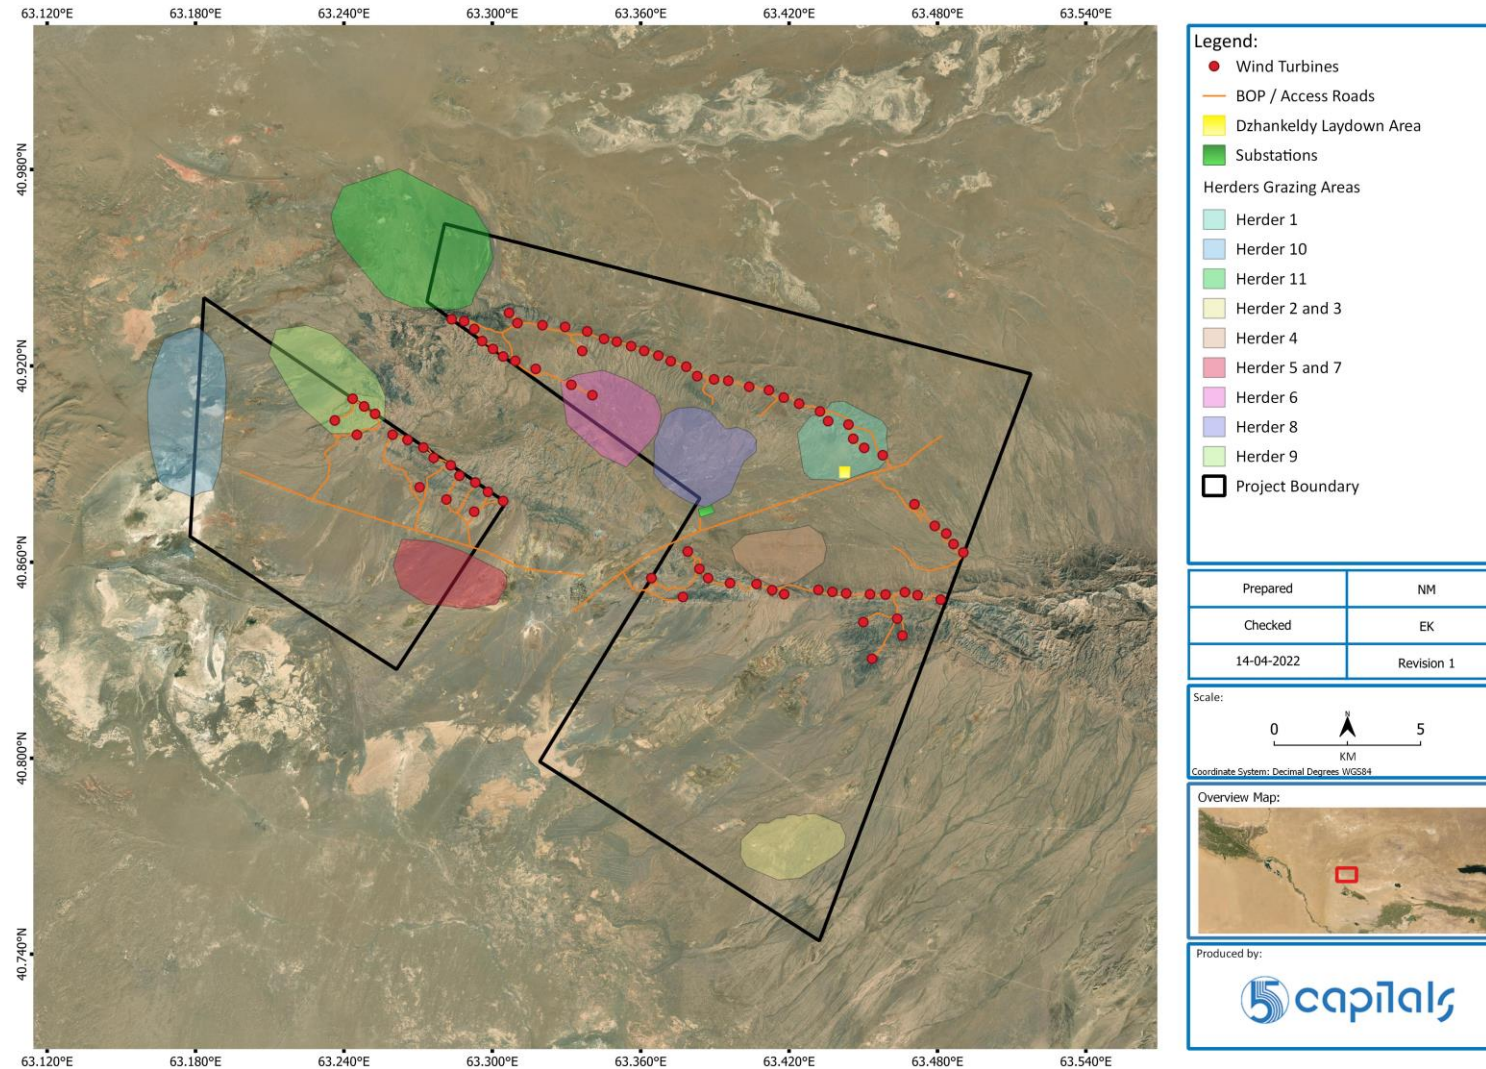 63.120°E 63.180°E 63.240°E 63.300°E 63.360°E 63.420°E 63.480°E 63.540°E
40.980°N
40.920°N
40.860°N
40.800°N
40.740°N
63.120°E 63.180°E 63.240°E 63.300°E 63.360°E 63.420°E 63.480°E 63.540°E
Legend:
Wind Turbines
BOP / Access Roads
Dzhankeldy Laydown Area
Substations
Herders Grazing Areas
Herder 1
Herder 10
Herder 11
Herder 2 and 3
Herder 4
Herder 5 and 7
Herder 6
Herder 8
Herder 9
Project Boundary
Prepared NM
Checked EK
14-04-2022 Revision 1
Scale:
N
0 5
KM
Coordinate System: Decimal Degrees WGS84
Overview Map:
Produced by:
5 capitals